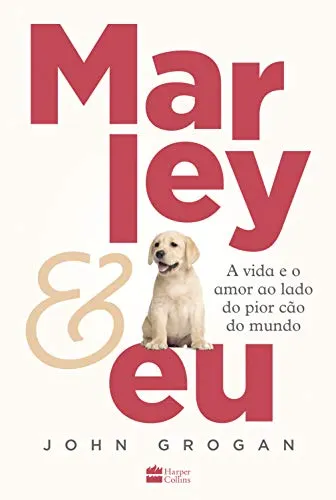 Mar
ley
&
eu
A vida e o
amor ao lado
do pior cão
do mundo
JOHN GROGAN
Harper
Collins